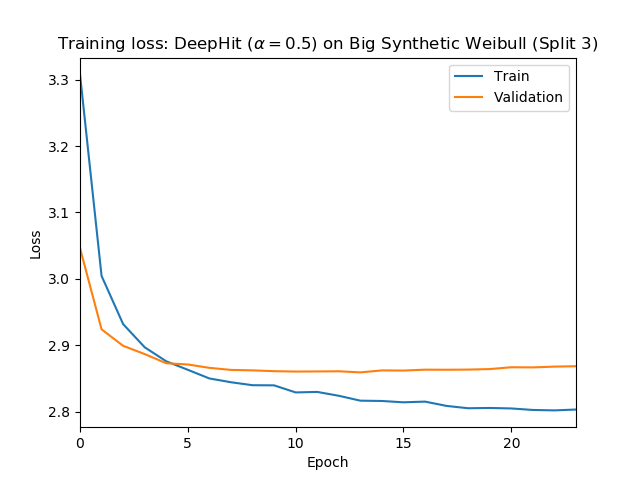 Training loss: DeepHit (α = 0.5) on Big Synthetic Weibull (Split 3)
Train
Validation
3.3
3.2
3.1
3.0
2.9
2.8
Loss
0 5 10 15 20
Epoch